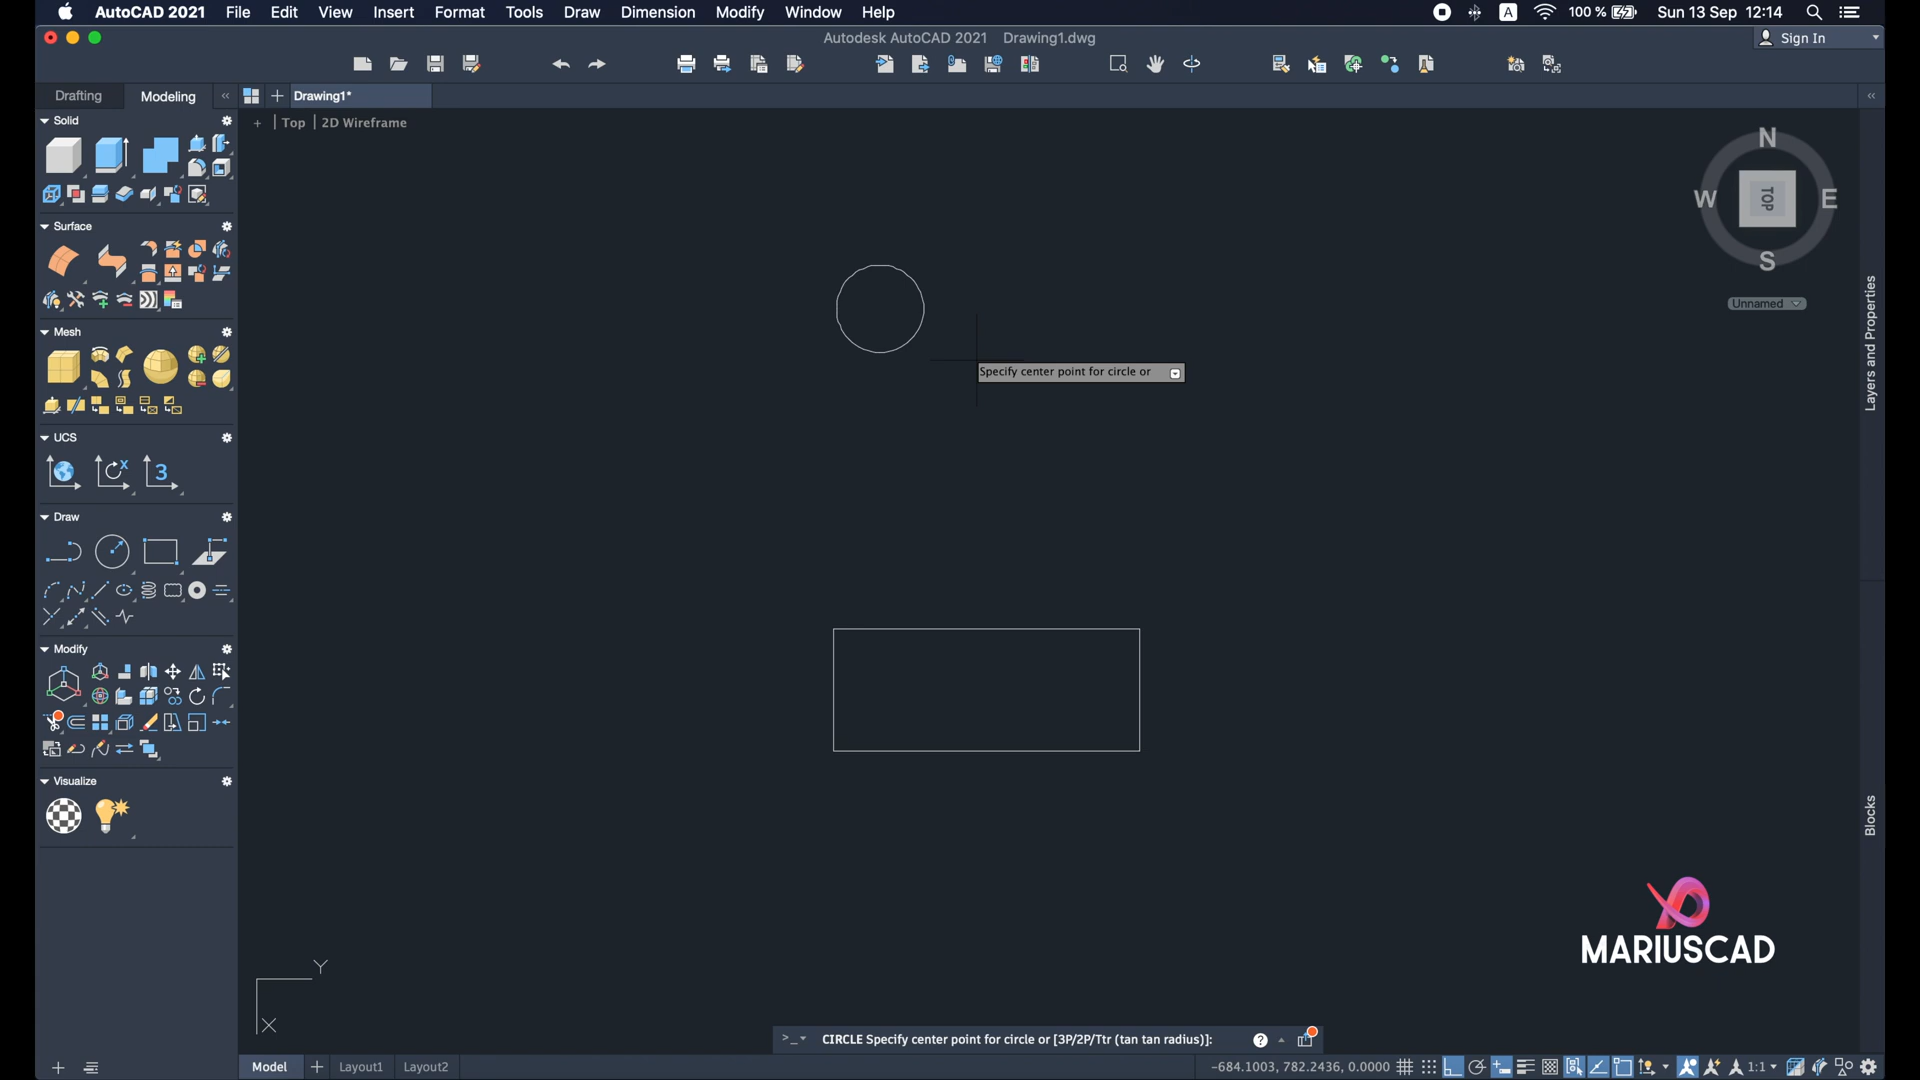 AutoCAD 2021 File Edit View Insert Format Tools Draw Dimension Modify Window Help
A 100 % Sun 13 Sep 12:14
Autodesk AutoCAD 2021 Drawing1.dwg
Sign In
Drafting Modeling « + Drawing1* «
Solid
+ | Top | 2D Wireframe
N
W TOP E
S
Unnamed
Surface
Mesh
Specify center point for circle or
UCS
X 3
Draw
Modify
Visualize
Layers and Properties
Blocks
MARIUSCAD
Y
X
>_ CIRCLE Specify center point for circle or [3P/2P/Ttr (tan tan radius)]: ?
Model + Layout1 Layout2
-684.1003, 782.2436, 0.0000 1:1